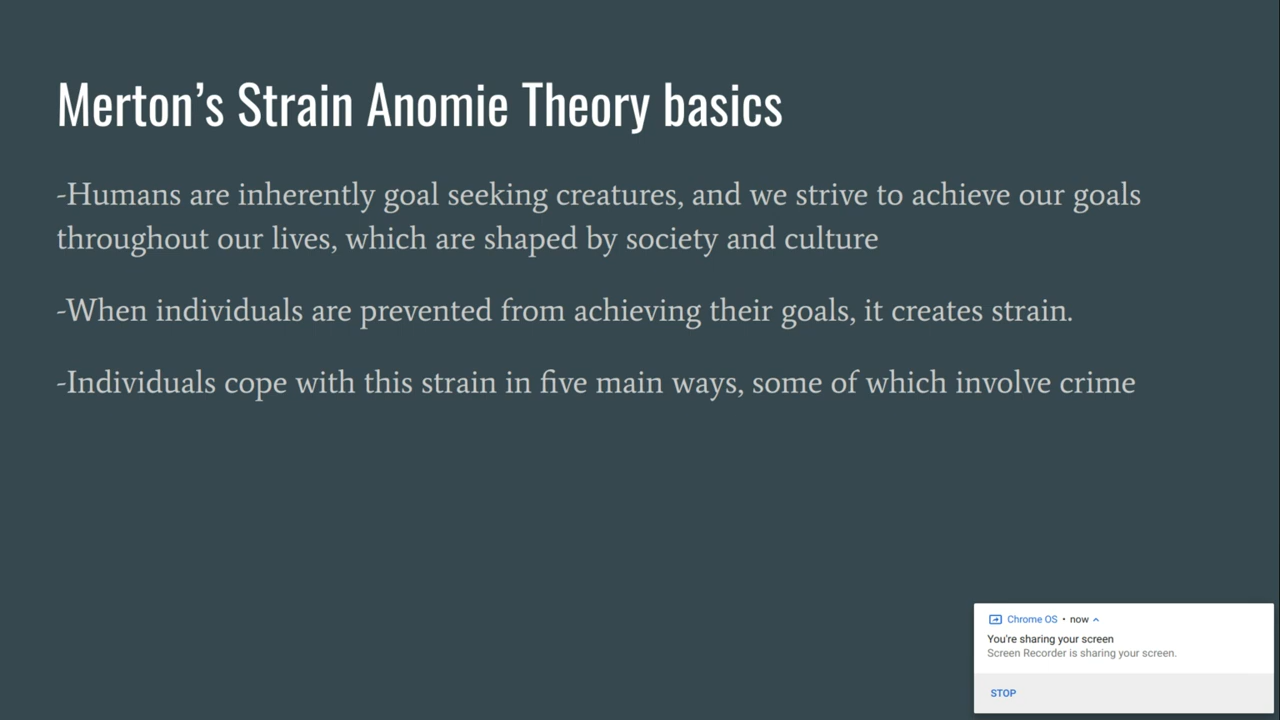 Merton’s Strain Anomie Theory basics
-Humans are inherently goal seeking creatures, and we strive to achieve our goals
throughout our lives, which are shaped by society and culture
-When individuals are prevented from achieving their goals, it creates strain.
-Individuals cope with this strain in five main ways, some of which involve crime
Chrome OS • now
You're sharing your screen
Screen Recorder is sharing your screen.
STOP